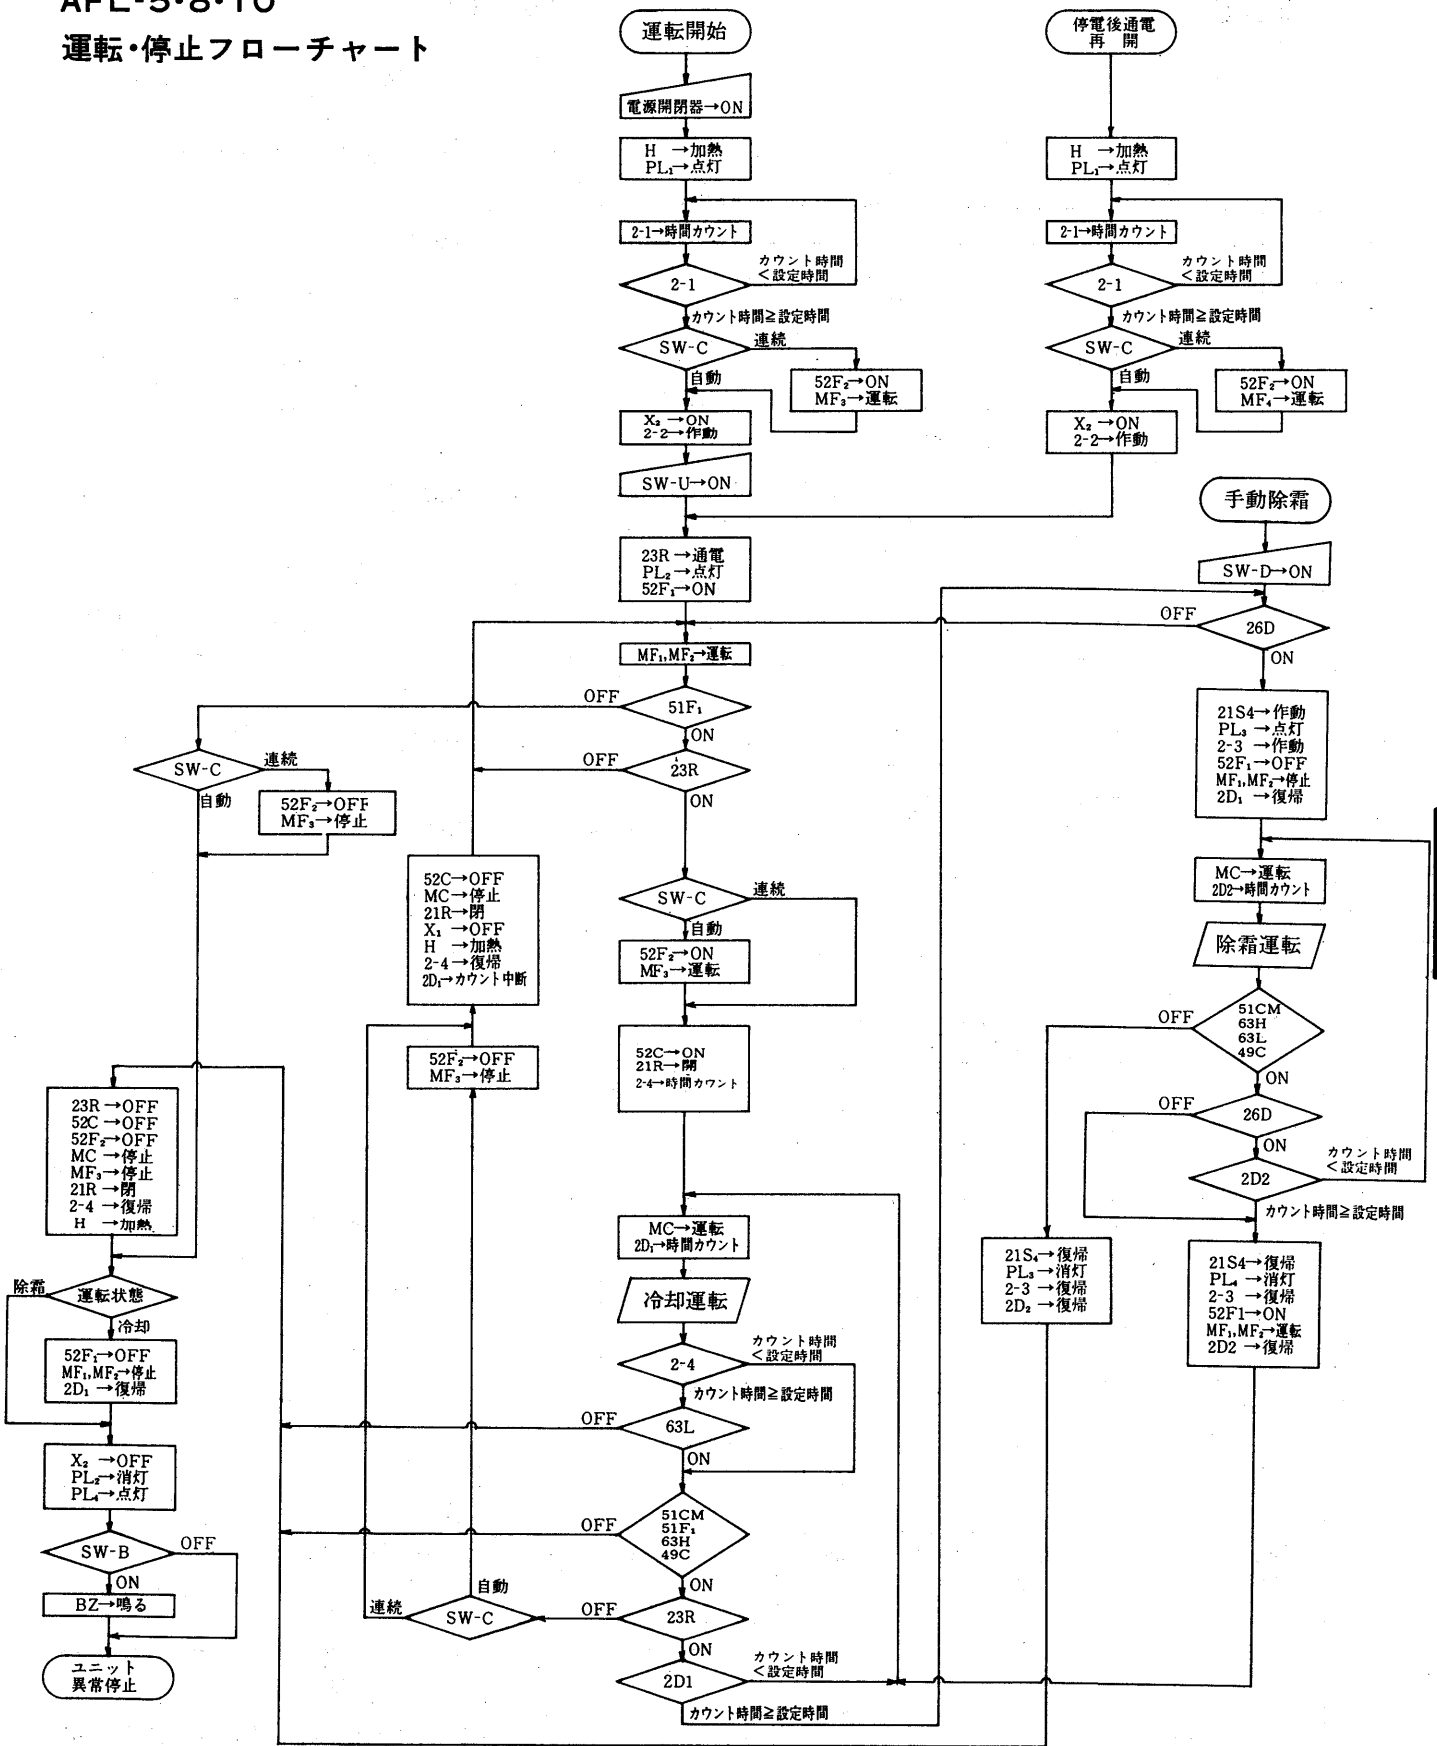 AFL-5・8・10
運転・停止フローチャート
運転開始
電源開閉器→ON
H →加熱
PL₁→点灯
2-1→時間カウント
カウント時間
<設定時間
2-1
カウント時間≧設定時間
SW-C
連続
自動
52F₂→ON
MF₃→運転
X₂ →ON
2-2→作動
SW-U→ON
停電後通電
再 開
H →加熱
PL₁→点灯
2-1→時間カウント
カウント時間
<設定時間
2-1
カウント時間≧設定時間
SW-C
連続
自動
52F₂→ON
MF₄→運転
X₂ →ON
2-2→作動
23R→通電
PL₂→点灯
52F₁→ON
MF₁,MF₂→運転
OFF
51F₁
ON
OFF
23R
ON
SW-C
連続
自動
52F₂→ON
MF₃→運転
52C→ON
21R→開
2-4→時間カウント
MC→運転
2D₁→時間カウント
冷却運転
カウント時間
<設定時間
2-4
カウント時間≧設定時間
OFF
63L
ON
OFF
51CM
51F₁
63H
49C
ON
OFF
23R
ON
カウント時間
<設定時間
2D1
カウント時間≧設定時間
手動除霜
SW-D→ON
OFF
26D
ON
21S4→作動
PL₃→点灯
2-3 →作動
52F₁→OFF
MF₁,MF₂→停止
2D₁ →復帰
MC→運転
2D2→時間カウント
除霜運転
OFF
51CM
63H
63L
49C
ON
OFF
26D
ON
カウント時間
<設定時間
2D2
カウント時間≧設定時間
21S₄→復帰
PL₃→消灯
2-3 →復帰
2D₂ →復帰
21S4→復帰
PL₄ →消灯
2-3 →復帰
52F1→ON
MF₁,MF₂→運転
2D2 →復帰
SW-C
連続
自動
52F₂→OFF
MF₃→停止
52C→OFF
MC→停止
21R→閉
X₁ →OFF
H →加熱
2-4→復帰
2D₁→カウント中断
52F₂→OFF
MF₃→停止
自動
連続
SW-C
23R →OFF
52C →OFF
52F₂→OFF
MC →停止
MF₃→停止
21R→閉
2-4 →復帰
H →加熱
除霜
運転状態
冷却
52F₁→OFF
MF₁,MF₂→停止
2D₁ →復帰
X₂ →OFF
PL₂→消灯
PL₄→点灯
SW-B
OFF
ON
BZ→鳴る
ユニット
異常停止